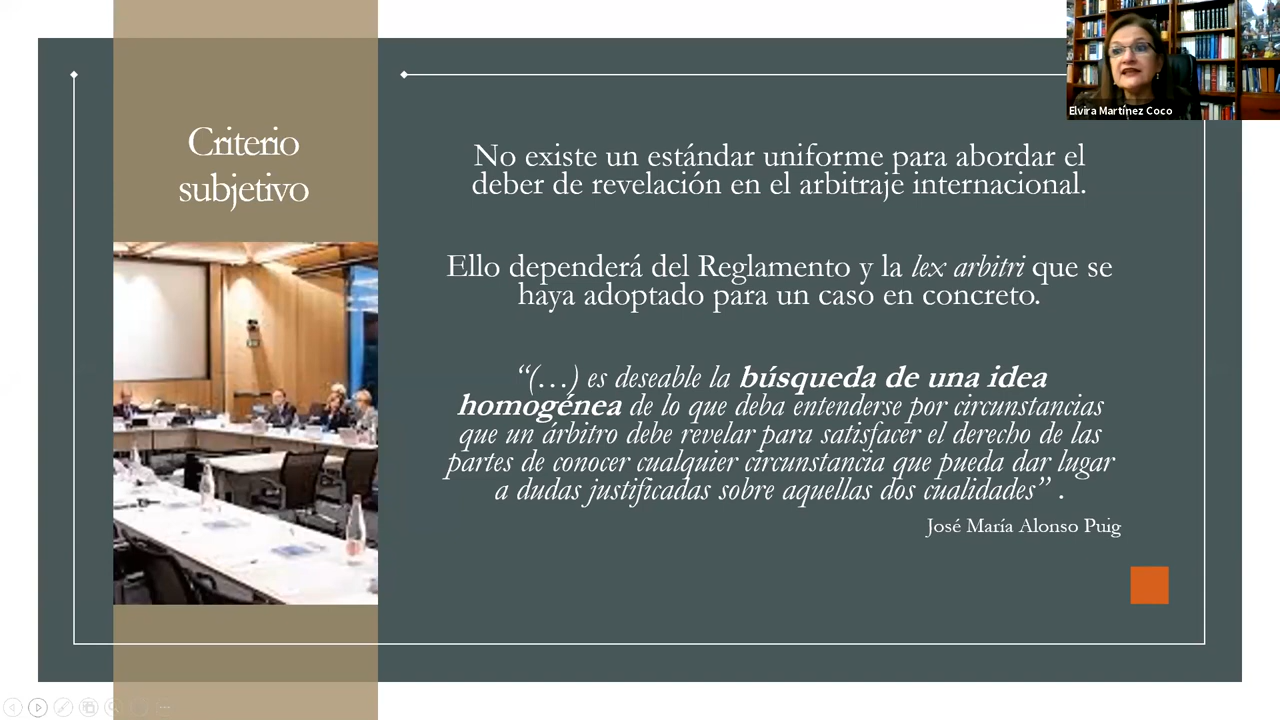 Elvira Martínez Coco
Criterio
subjetivo
No existe un estándar uniforme para abordar el
deber de revelación en el arbitraje internacional.
Ello dependerá del Reglamento y la lex arbitri que se
haya adoptado para un caso en concreto.
“(…) es deseable la búsqueda de una idea
homogénea de lo que deba entenderse por circunstancias
que un árbitro debe revelar para satisfacer el derecho de las
partes de conocer cualquier circunstancia que pueda dar lugar
a dudas justificadas sobre aquellas dos cualidades” .
José María Alonso Puig